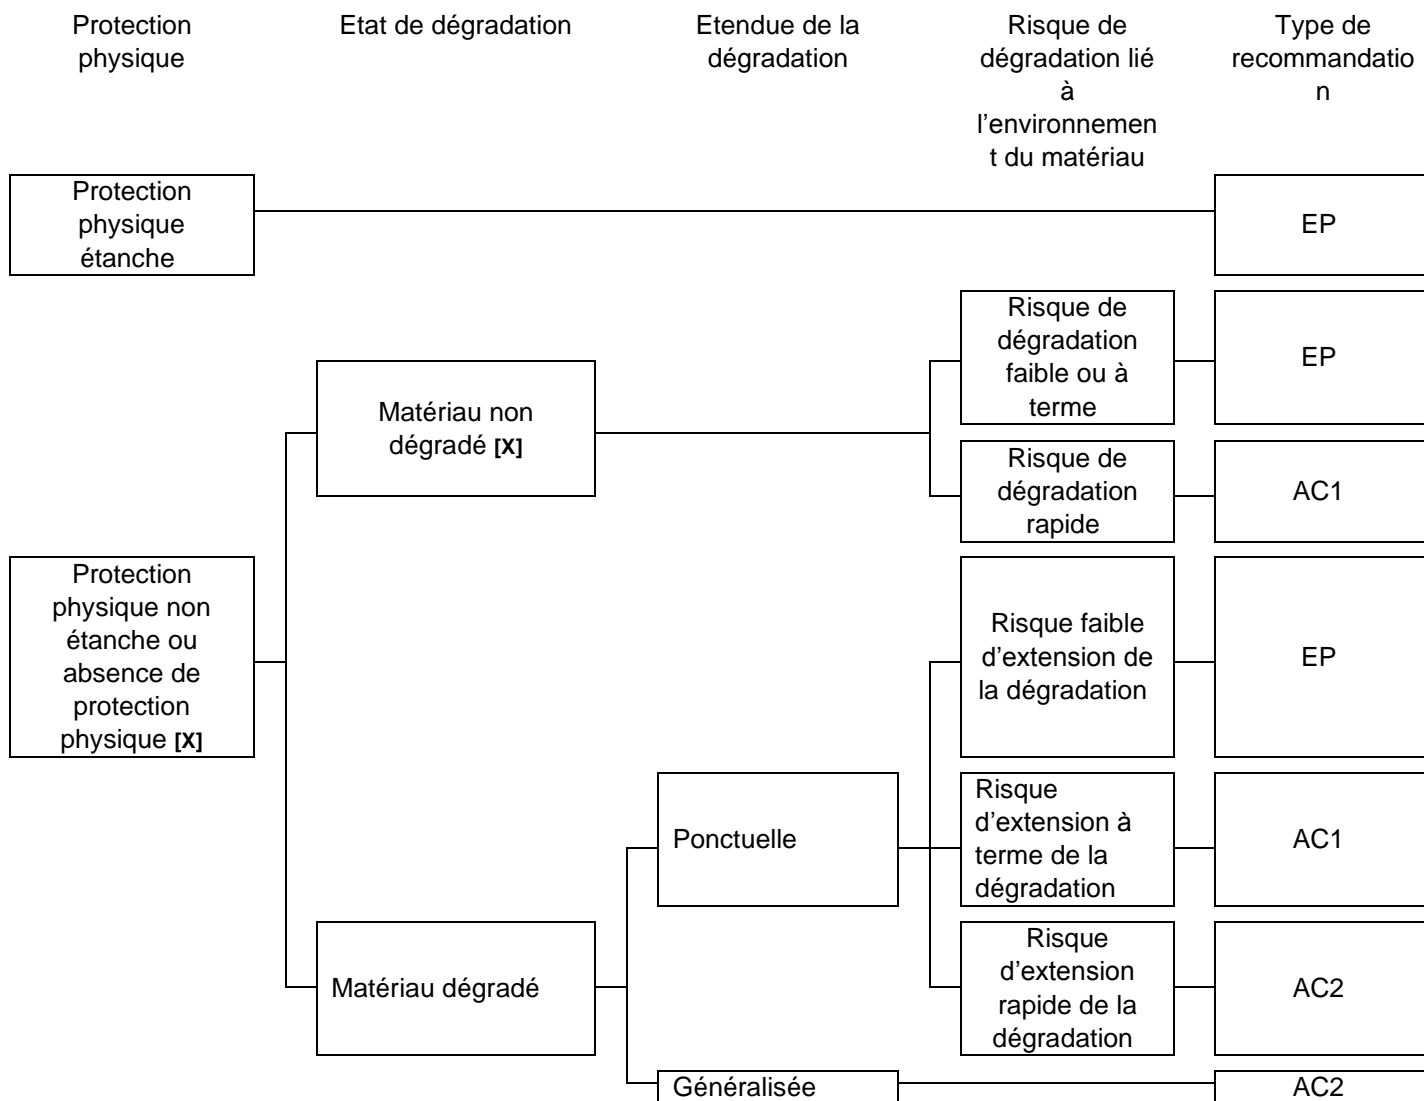 Protection
physique
Etat de dégradation
Etendue de la
dégradation
Risque de
dégradation lié
à
l'environnemen
t du matériau
Type de
recommandatio
n
Protection
physique
étanche
EP
Risque de
dégradation
faible ou à
terme
EP
Matériau non
dégradé [X]
Risque de
dégradation
rapide
AC1
Protection
physique non
étanche ou
absence de
protection
physique [X]
Risque faible
d'extension de
la dégradation
EP
Ponctuelle
Risque
d'extension à
terme de la
dégradation
AC1
Matériau dégradé
Risque
d'extension
rapide de la
dégradation
AC2
Généralisée
AC2